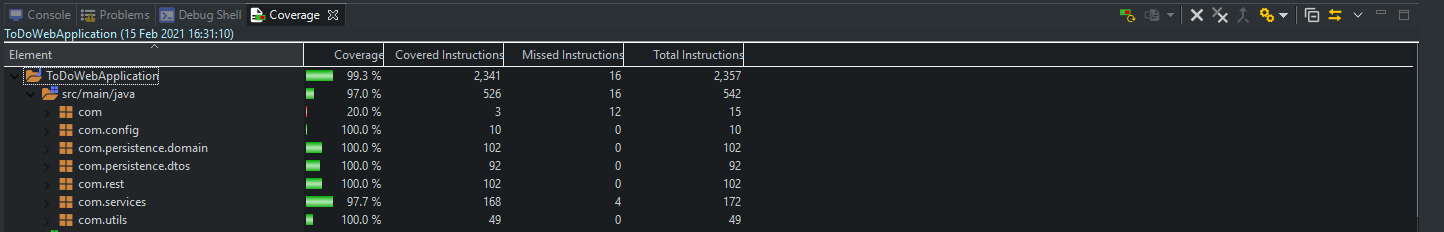 Console Problems Debug Shell Coverage
ToDoWebApplication (15 Feb 2021 16:31:10)
Element Coverage Covered Instructions Missed Instructions Total Instructions
ToDoWebApplication 99.3 % 2,341 16 2,357
src/main/java 97.0 % 526 16 542
com 20.0 % 3 12 15
com.config 100.0 % 10 0 10
com.persistence.domain 100.0 % 102 0 102
com.persistence.dtos 100.0 % 92 0 92
com.rest 100.0 % 102 0 102
com.services 97.7 % 168 4 172
com.utils 100.0 % 49 0 49